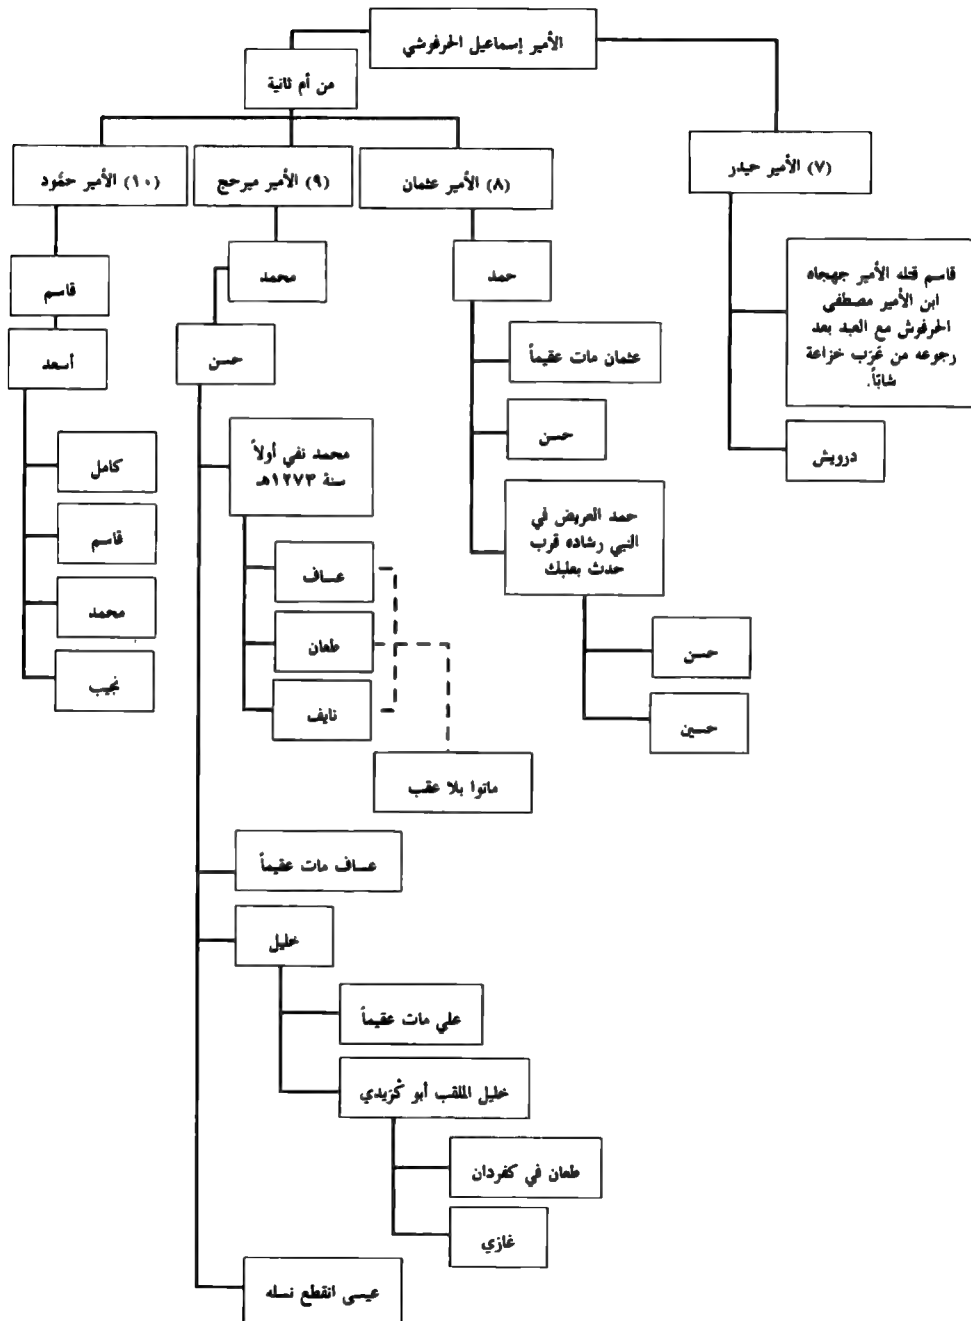 الأمير إسماعيل الحرفوشي
من أم ثانية
(٧) الأمير حيدر
(٨) الأمير عثمان
(٩) الأمير ميرحج
(١٠) الأمير حمّود
قاسم قتله الأمير جهجاه
ابن الأمير مصطفى
الحرفوش مع العبد بعد
رجوعه من عَرَب خزاعة
شابّاً.
درويش
حمد
عثمان مات عقيماً
حسن
حمد العريض في
النبي رشاده قرب
حدث بعلبك
حسن
حسين
محمد
حسن
محمد نفي أولاً
سنة ١٢٧٣هـ
عساف
طعان
نايف
ماتوا بلا عقب
عساف مات عقيماً
خليل
علي مات عقيماً
خليل الملقب أبو كْرَيدي
طعان في كفردان
غازي
عيسى انقطع نسله
قاسم
أسعد
كامل
قاسم
محمد
نجيب